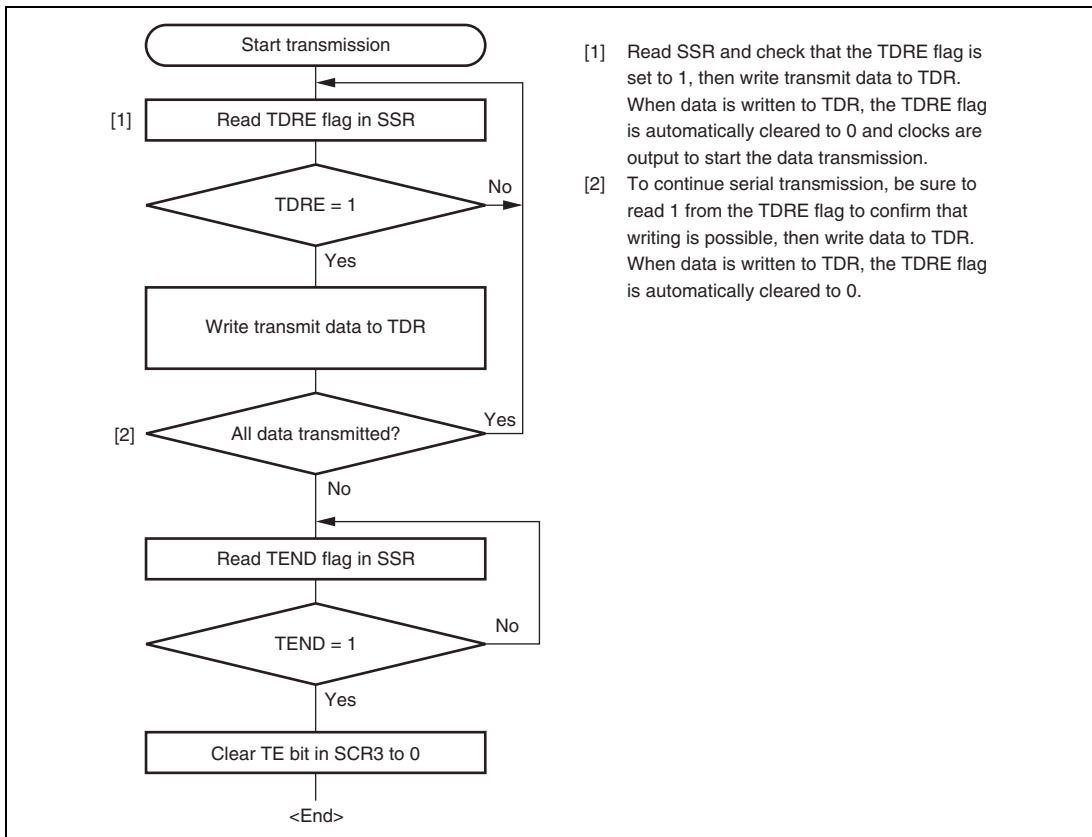 Start transmission
[1] Read TDRE flag in SSR
TDRE = 1
No
Yes
Write transmit data to TDR
[2] All data transmitted?
Yes
No
Read TEND flag in SSR
TEND = 1
No
Yes
Clear TE bit in SCR3 to 0
<End>
[1] Read SSR and check that the TDRE flag is
set to 1, then write transmit data to TDR.
When data is written to TDR, the TDRE flag
is automatically cleared to 0 and clocks are
output to start the data transmission.
[2] To continue serial transmission, be sure to
read 1 from the TDRE flag to confirm that
writing is possible, then write data to TDR.
When data is written to TDR, the TDRE flag
is automatically cleared to 0.